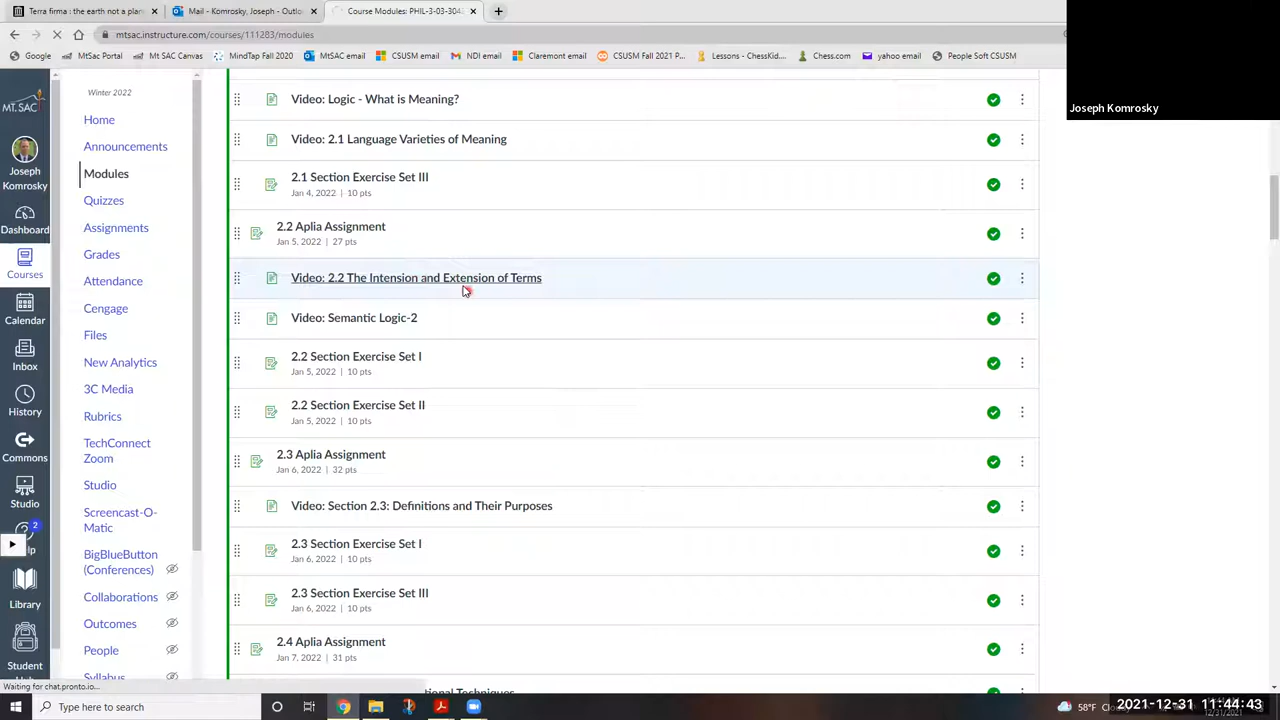 Terra firma : the earth not a plane
Mail - Komrosky, Joseph - Outlo
Course Modules: PHIL-3-03-304
mtsac.instructure.com/courses/111283/modules
Google
MtSac Portal
Mt SAC Canvas
MindTap Fall 2020
MtSAC email
CSUSM email
NDI email
Claremont email
CSUSM Fall 2021 P...
Lessons - ChessKid...
Chess.com
yahoo email
People Soft CSUSM
Joseph Komrosky
MT. SAC
Joseph
Komrosky
Dashboard
Courses
Calendar
Inbox
History
Commons
Studio
2
lp
Library
Student
Winter 2022
Home
Announcements
Modules
Quizzes
Assignments
Grades
Attendance
Cengage
Files
New Analytics
3C Media
Rubrics
TechConnect
Zoom
Studio
Screencast-O-
Matic
BigBlueButton
(Conferences)
Collaborations
Outcomes
People
Syllabus
Video: Logic - What is Meaning?
Video: 2.1 Language Varieties of Meaning
2.1 Section Exercise Set III
Jan 4, 2022 | 10 pts
2.2 Aplia Assignment
Jan 5, 2022 | 27 pts
Video: 2.2 The Intension and Extension of Terms
Video: Semantic Logic-2
2.2 Section Exercise Set I
Jan 5, 2022 | 10 pts
2.2 Section Exercise Set II
Jan 5, 2022 | 10 pts
2.3 Aplia Assignment
Jan 6, 2022 | 32 pts
Video: Section 2.3: Definitions and Their Purposes
2.3 Section Exercise Set I
Jan 6, 2022 | 10 pts
2.3 Section Exercise Set III
Jan 6, 2022 | 10 pts
2.4 Aplia Assignment
Jan 7, 2022 | 31 pts
tional Techniques
Waiting for chat.pronto.io...
Type here to search
58°F
2021-12-31 11:44:43